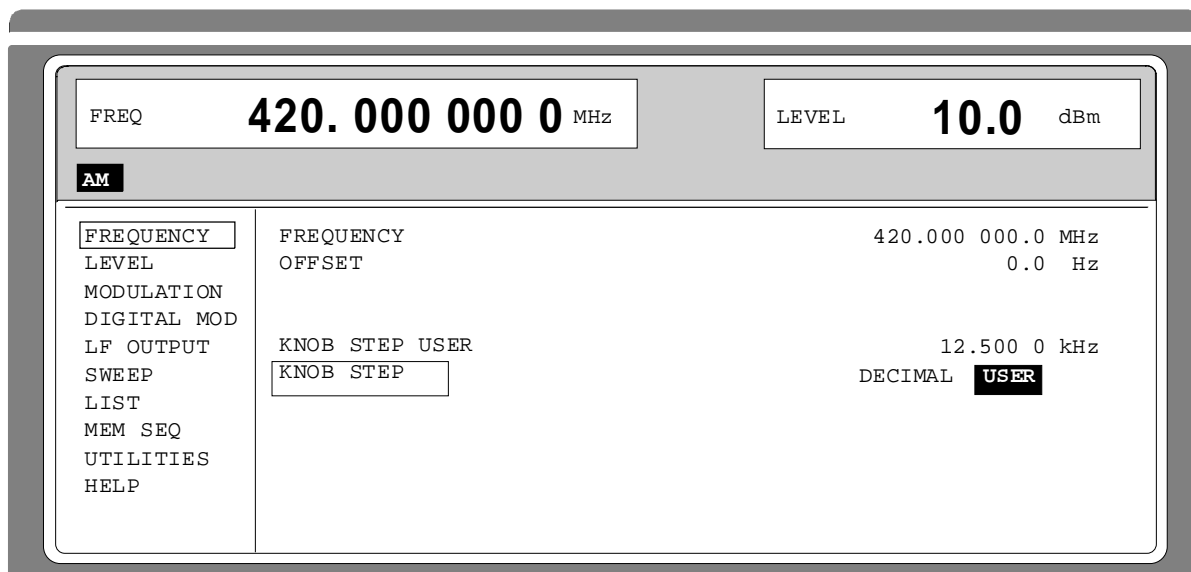 FREQ 420. 000 000 0 MHz LEVEL 10.0 dBm
AM
FREQUENCY FREQUENCY 420.000 000.0 MHz
LEVEL OFFSET 0.0 Hz
MODULATION
DIGITAL MOD
LF OUTPUT KNOB STEP USER 12.500 0 kHz
SWEEP KNOB STEP DECIMAL USER
LIST
MEM SEQ
UTILITIES
HELP